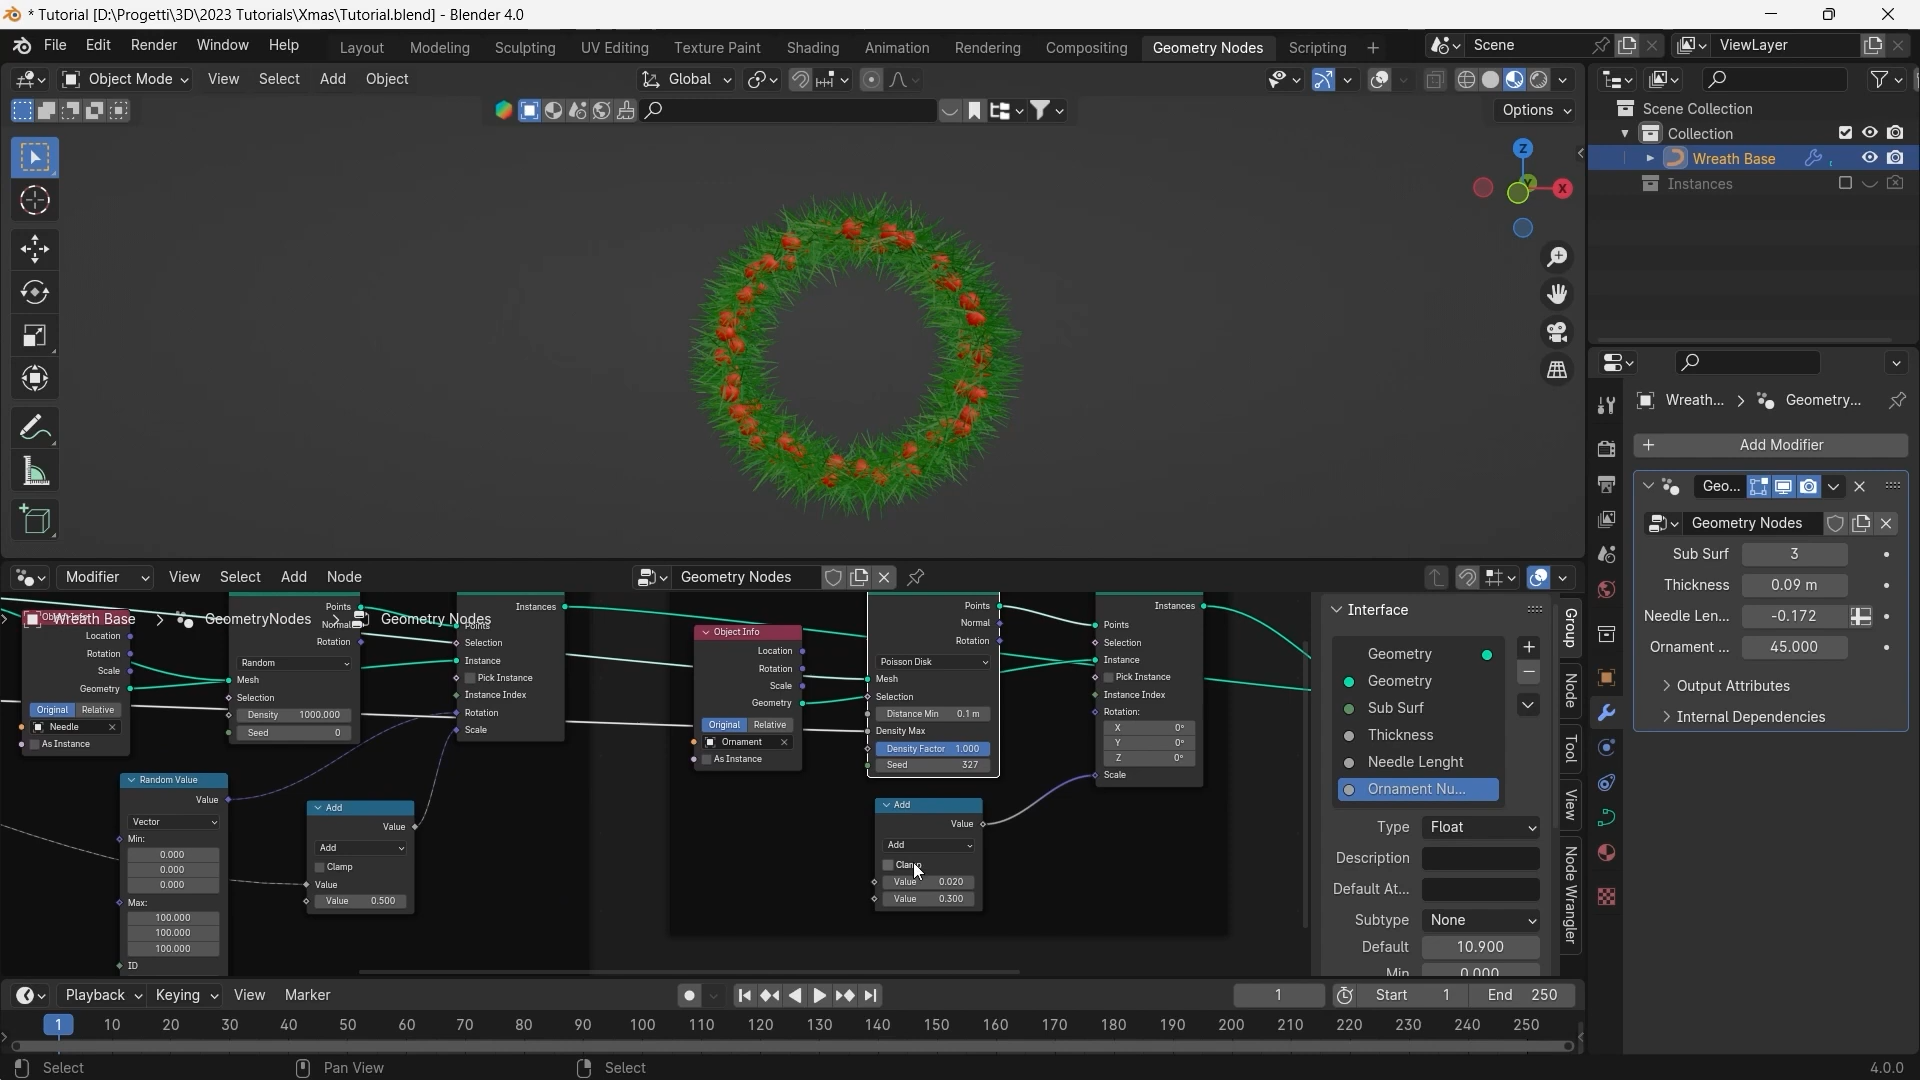 * Tutorial [D:\Progetti\3D\2023 Tutorials\Xmas\Tutorial.blend] - Blender 4.0
File Edit Render Window Help
Layout Modeling Sculpting UV Editing Texture Paint Shading Animation Rendering Compositing Geometry Nodes Scripting
Scene
ViewLayer
Object Mode View Select Add Object
Global
Options
Z
Y
X
Scene Collection
Collection
Wreath Base
Instances
Wreath... Geometry...
Add Modifier
Geo...
Geometry Nodes
Sub Surf 3
Thickness 0.09 m
Needle Len... -0.172
Ornament ... 45.000
Output Attributes
Internal Dependencies
Modifier View Select Add Node
Geometry Nodes
Wreath Base GeometryNodes Geometry Nodes
Location
Rotation
Scale
Geometry
Original Relative
Needle
As Instance
Points
Normal
Rotation
Random
Mesh
Selection
Density 1000.000
Seed 0
Instances
Points
Selection
Instance
Pick Instance
Instance Index
Rotation
Scale
Random Value
Value
Vector
Min:
0.000
0.000
0.000
Max:
100.000
100.000
100.000
ID
Add
Value
Add
Clamp
Value
Value 0.500
Object Info
Location
Rotation
Scale
Geometry
Original Relative
Ornament
As Instance
Points
Normal
Rotation
Poisson Disk
Mesh
Selection
Distance Min 0.1 m
Density Max
Density Factor 1.000
Seed 327
Add
Value
Add
Clamp
Value 0.020
Value 0.300
Instances
Points
Selection
Instance
Pick Instance
Instance Index
Rotation:
X 0°
Y 0°
Z 0°
Scale
Interface
Geometry
Geometry
Sub Surf
Thickness
Needle Lenght
Ornament Nu...
Type Float
Description
Default At...
Subtype None
Default 10.900
Min 0.000
Group
Node
Tool
View
Node Wrangler
Playback Keying View Marker
1
Start 1
End 250
1 10 20 30 40 50 60 70 80 90 100 110 120 130 140 150 160 170 180 190 200 210 220 230 240 250
Select
Pan View
Select
4.0.0